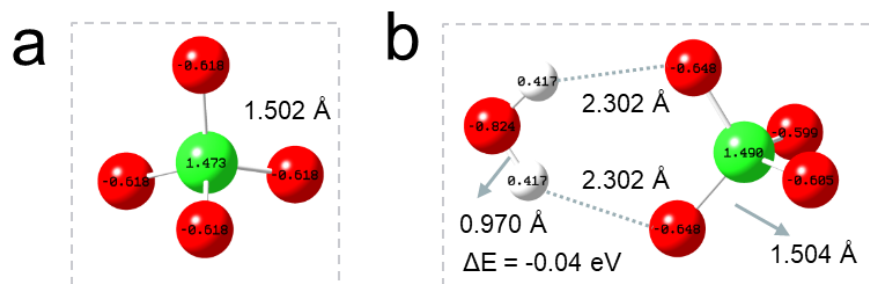 a
-0.618
1.502 Å
1.473
-0.618
-0.618
-0.618
b
0.417
-0.648
2.302 Å
-0.824
-0.599
1.490
0.417
2.302 Å
-0.605
-0.648
0.970 Å
1.504 Å
ΔE = -0.04 eV